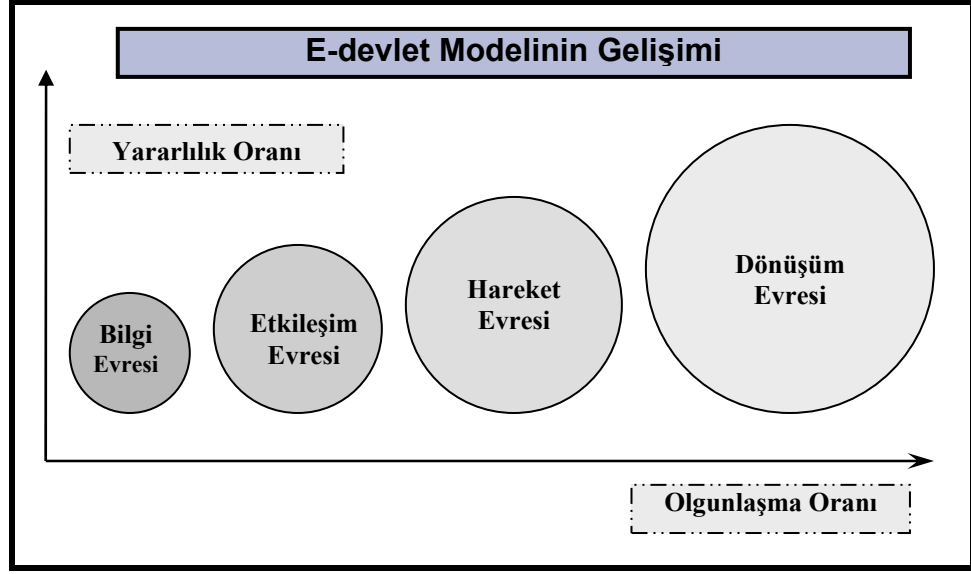 E-devlet Modelinin Gelişimi
Yararlılık Oranı
Bilgi
Evresi
Etkileşim
Evresi
Hareket
Evresi
Dönüşüm
Evresi
Olgunlaşma Oranı